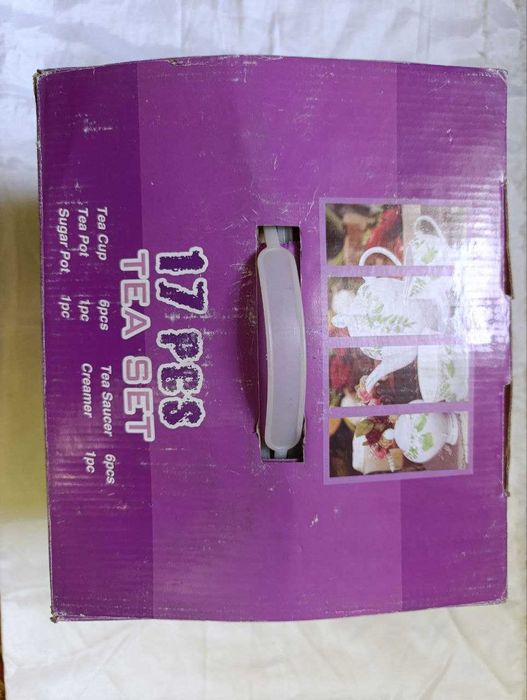 17 PCS
TEA SET
Tea Cup 6pcs Tea Saucer 6pcs
Tea Pot 1pc Creamer 1pc
Sugar Pot 1pc